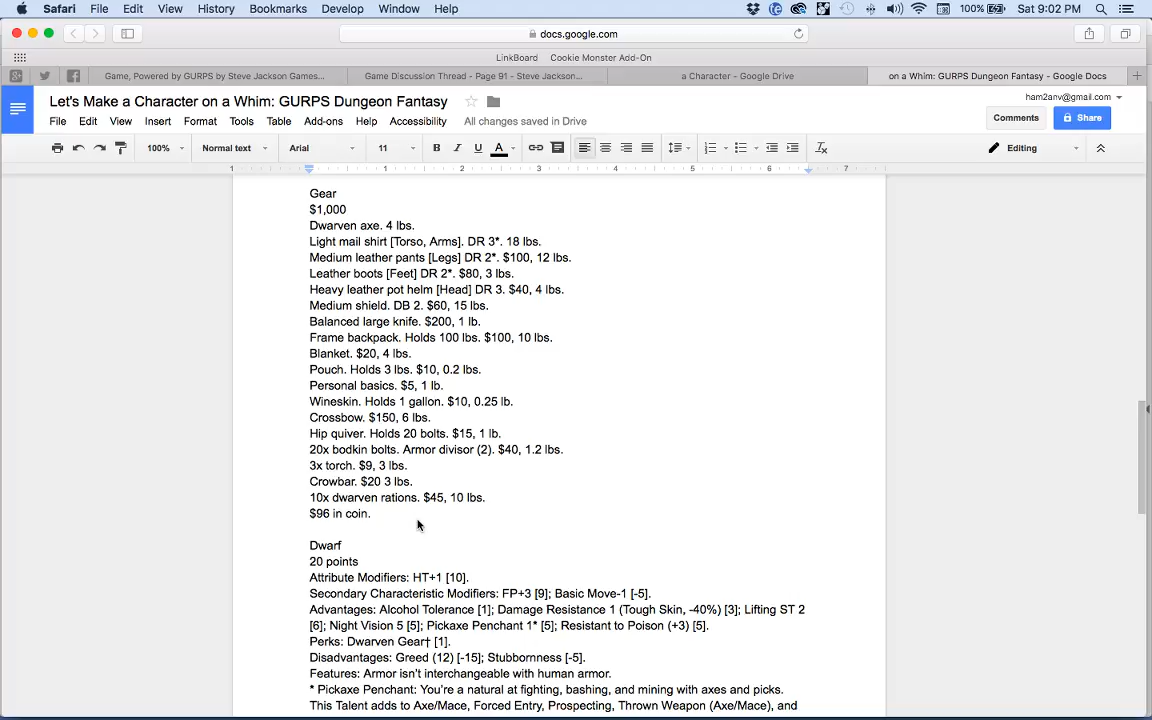 Safari File Edit View History Bookmarks Develop Window Help 100% Sat 9:02 PM
docs.google.com
LinkBoard Cookie Monster Add-On
Game, Powered by GURPS by Steve Jackson Games... Game Discussion Thread - Page 91 - Steve Jackson... a Character - Google Drive on a Whim: GURPS Dungeon Fantasy - Google Docs
ham2anv@gmail.com
Let's Make a Character on a Whim: GURPS Dungeon Fantasy
Comments Share
File Edit View Insert Format Tools Table Add-ons Help Accessibility All changes saved in Drive
100% Normal text Arial 11 B I U A Editing
1 1 2 3 4 5 6 7
Gear
$1,000
Dwarven axe. 4 lbs.
Light mail shirt [Torso, Arms]. DR 3*. 18 lbs.
Medium leather pants [Legs] DR 2*. $100, 12 lbs.
Leather boots [Feet] DR 2*. $80, 3 lbs.
Heavy leather pot helm [Head] DR 3. $40, 4 lbs.
Medium shield. DB 2. $60, 15 lbs.
Balanced large knife. $200, 1 lb.
Frame backpack. Holds 100 lbs. $100, 10 lbs.
Blanket. $20, 4 lbs.
Pouch. Holds 3 lbs. $10, 0.2 lbs.
Personal basics. $5, 1 lb.
Wineskin. Holds 1 gallon. $10, 0.25 lb.
Crossbow. $150, 6 lbs.
Hip quiver. Holds 20 bolts. $15, 1 lb.
20x bodkin bolts. Armor divisor (2). $40, 1.2 lbs.
3x torch. $9, 3 lbs.
Crowbar. $20 3 lbs.
10x dwarven rations. $45, 10 lbs.
$96 in coin.
Dwarf
20 points
Attribute Modifiers: HT+1 [10].
Secondary Characteristic Modifiers: FP+3 [9]; Basic Move-1 [-5].
Advantages: Alcohol Tolerance [1]; Damage Resistance 1 (Tough Skin, -40%) [3]; Lifting ST 2
[6]; Night Vision 5 [5]; Pickaxe Penchant 1* [5]; Resistant to Poison (+3) [5].
Perks: Dwarven Gear† [1].
Disadvantages: Greed (12) [-15]; Stubbornness [-5].
Features: Armor isn't interchangeable with human armor.
* Pickaxe Penchant: You're a natural at fighting, bashing, and mining with axes and picks.
This Talent adds to Axe/Mace, Forced Entry, Prospecting, Thrown Weapon (Axe/Mace), and